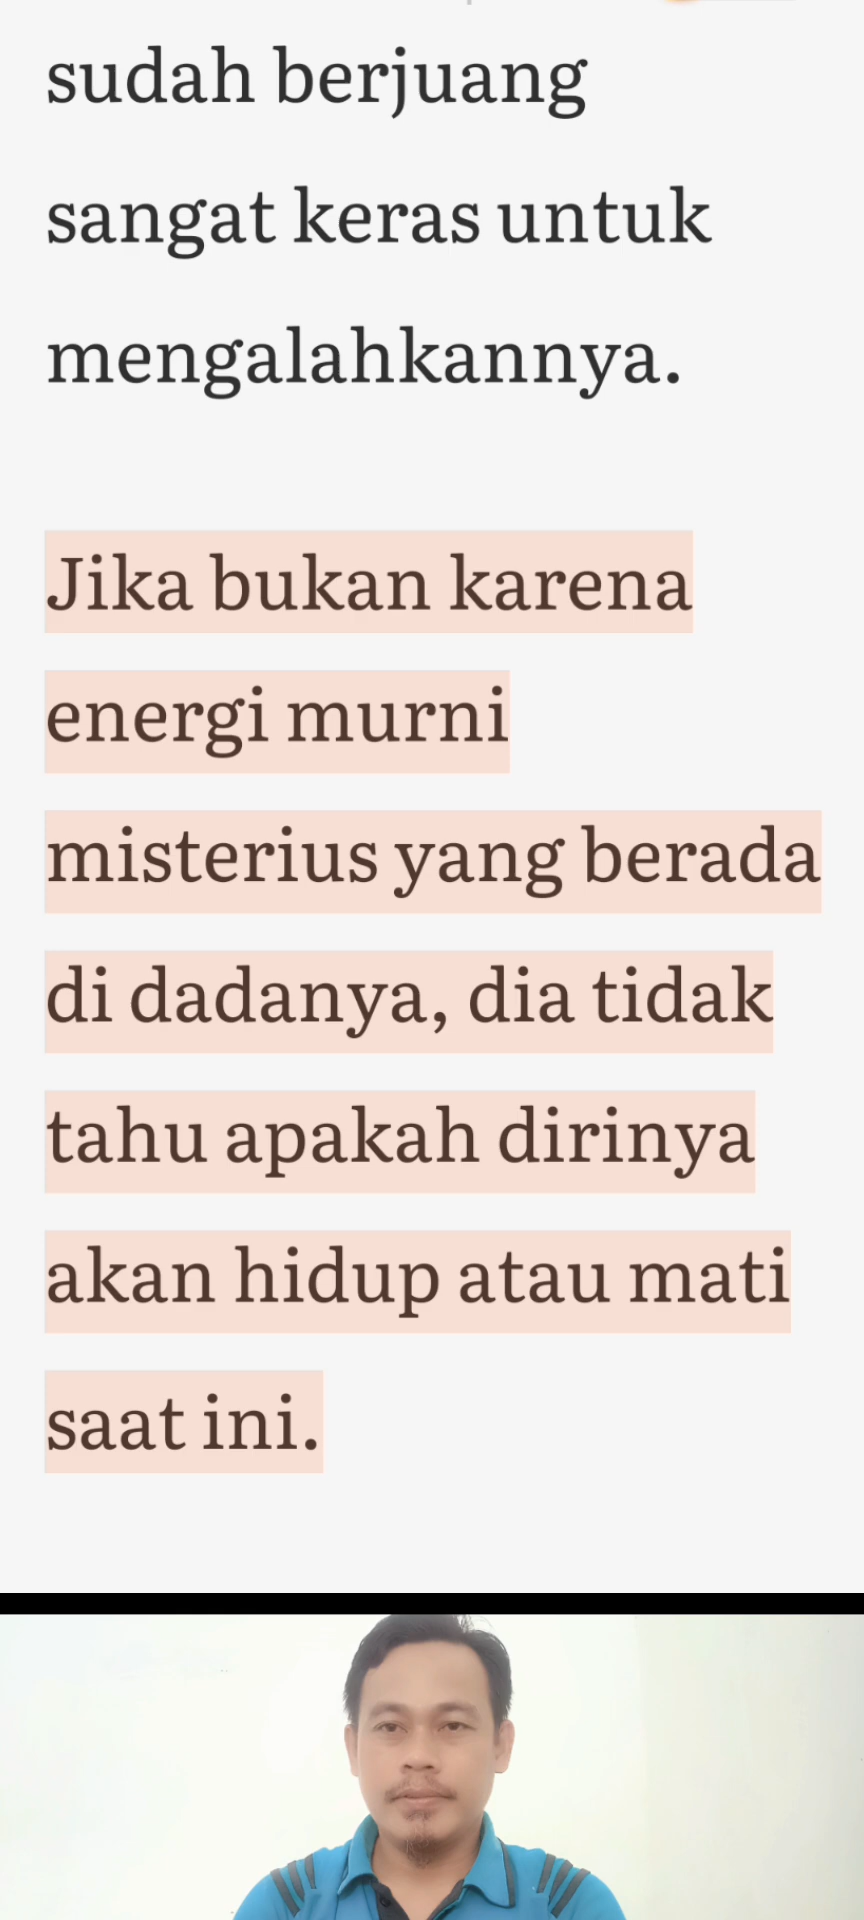 sudah berjuang
sangat keras untuk
mengalahkannya.
Jika bukan karena
energi murni
misterius yang berada
di dadanya, dia tidak
tahu apakah dirinya
akan hidup atau mati
saat ini.